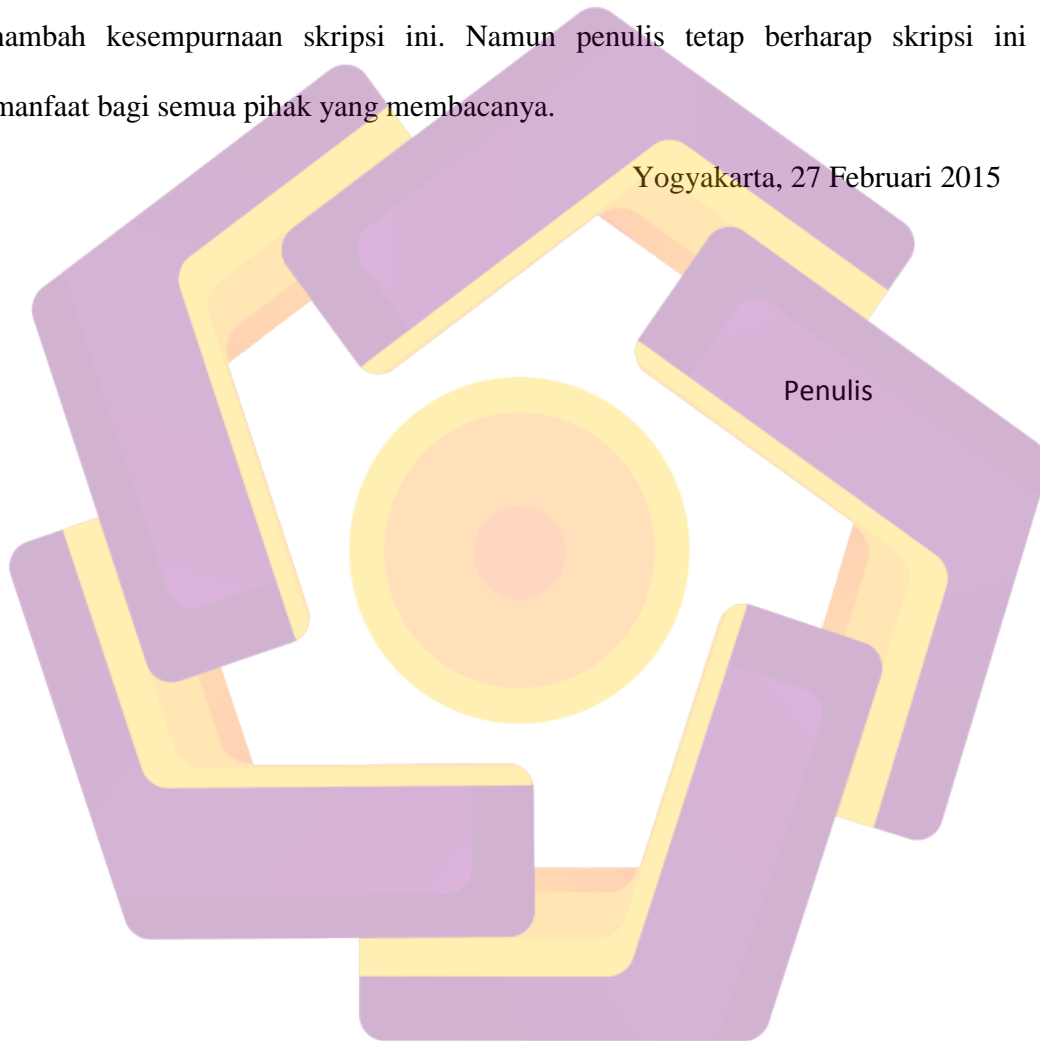 nambah kesempurnaan skripsi ini. Namun penulis tetap berharap skripsi ini
manfaat bagi semua pihak yang membacanya.
Yogyakarta, 27 Februari 2015
Penulis